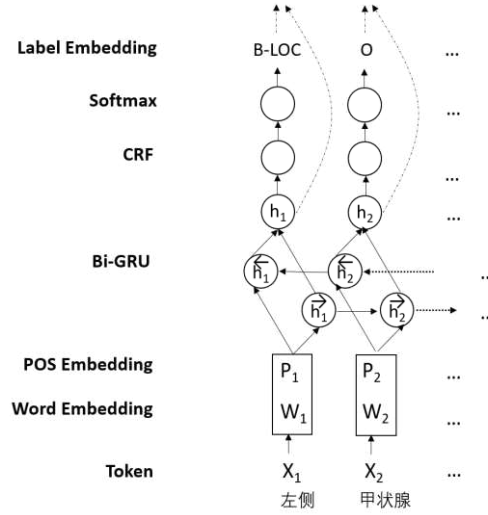 Label Embedding B-LOC O ...
Softmax ...
CRF ...
h₁ h₂ ...
Bi-GRU
←h₁ ←h₂ ..
→h₁ →h₂ ..
POS Embedding P₁ P₂ ...
Word Embedding W₁ W₂ ...
Token X₁ X₂ ...
左侧 甲状腺